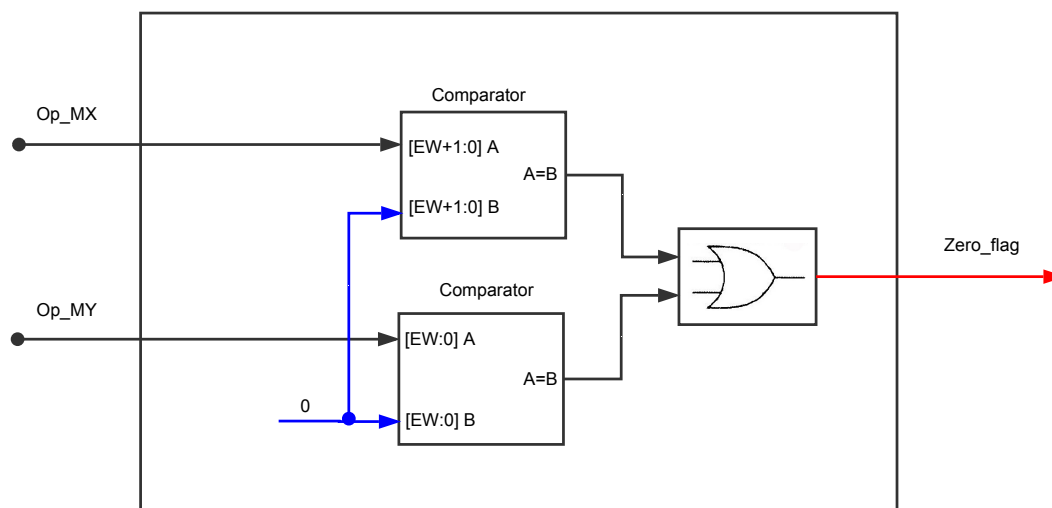 Comparator
Op_MX
[EW+1:0] A
A=B
[EW+1:0] B
Zero_flag
Comparator
Op_MY
[EW:0] A
A=B
0
[EW:0] B